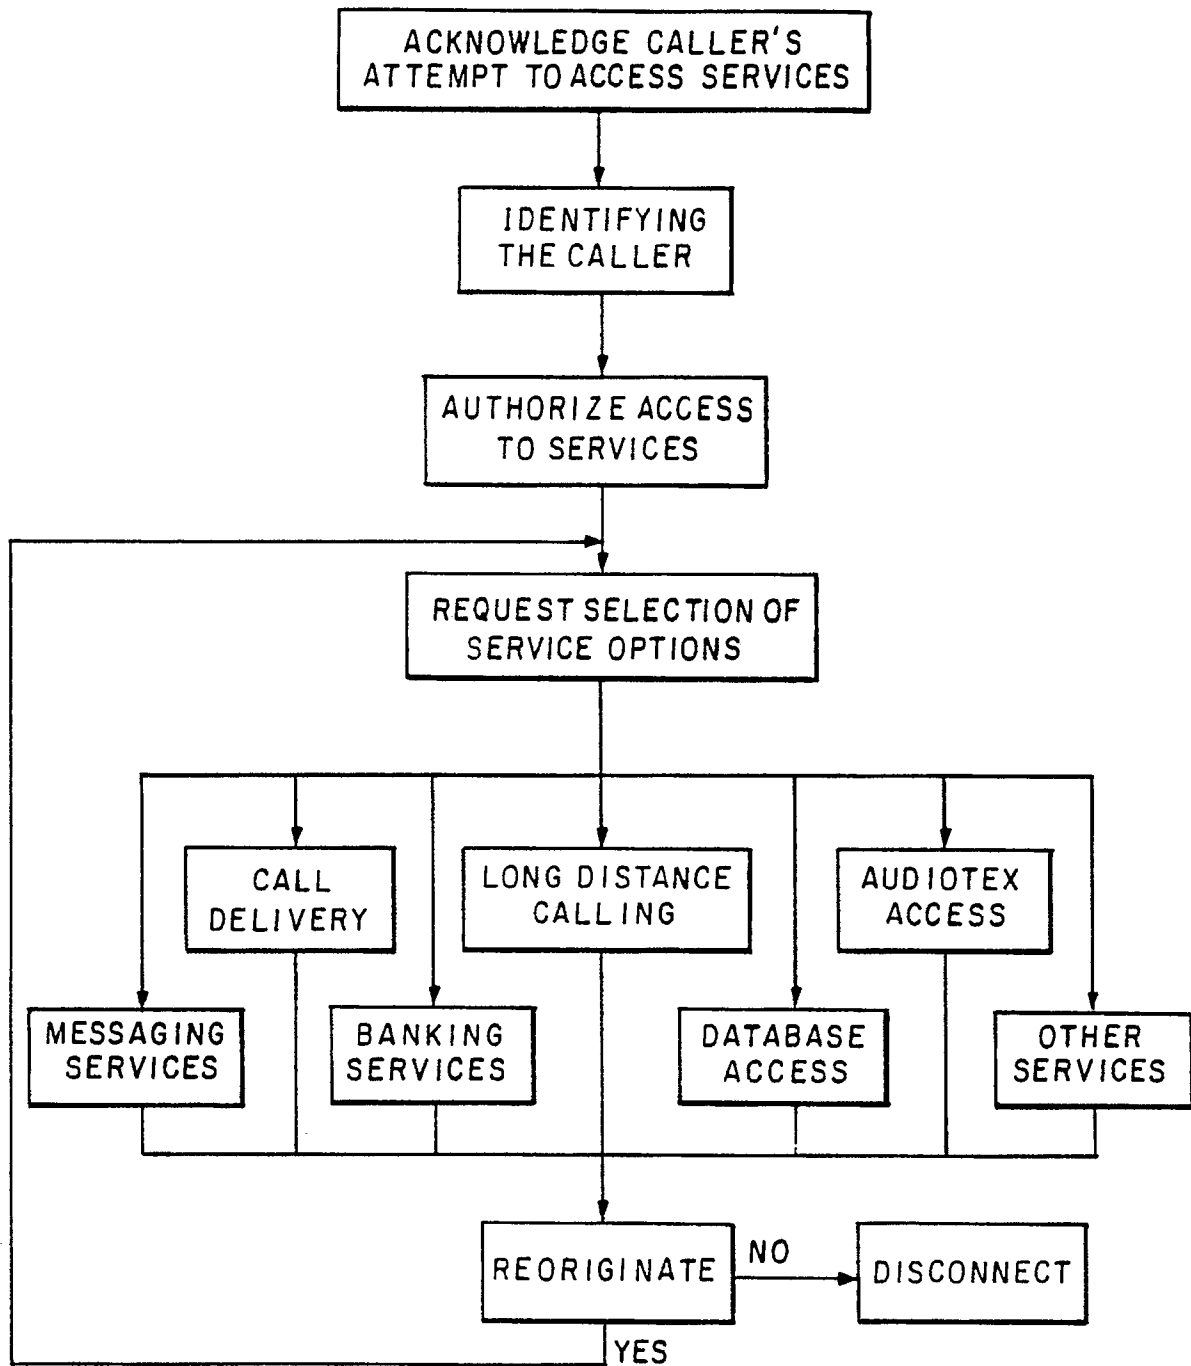 ACKNOWLEDGE CALLER'S
ATTEMPT TO ACCESS SERVICES
IDENTIFYING
THE CALLER
AUTHORIZE ACCESS
TO SERVICES
REQUEST SELECTION OF
SERVICE OPTIONS
CALL
DELIVERY
LONG DISTANCE
CALLING
AUDIOTEX
ACCESS
MESSAGING
SERVICES
BANKING
SERVICES
DATABASE
ACCESS
OTHER
SERVICES
REORIGINATE
NO
DISCONNECT
YES